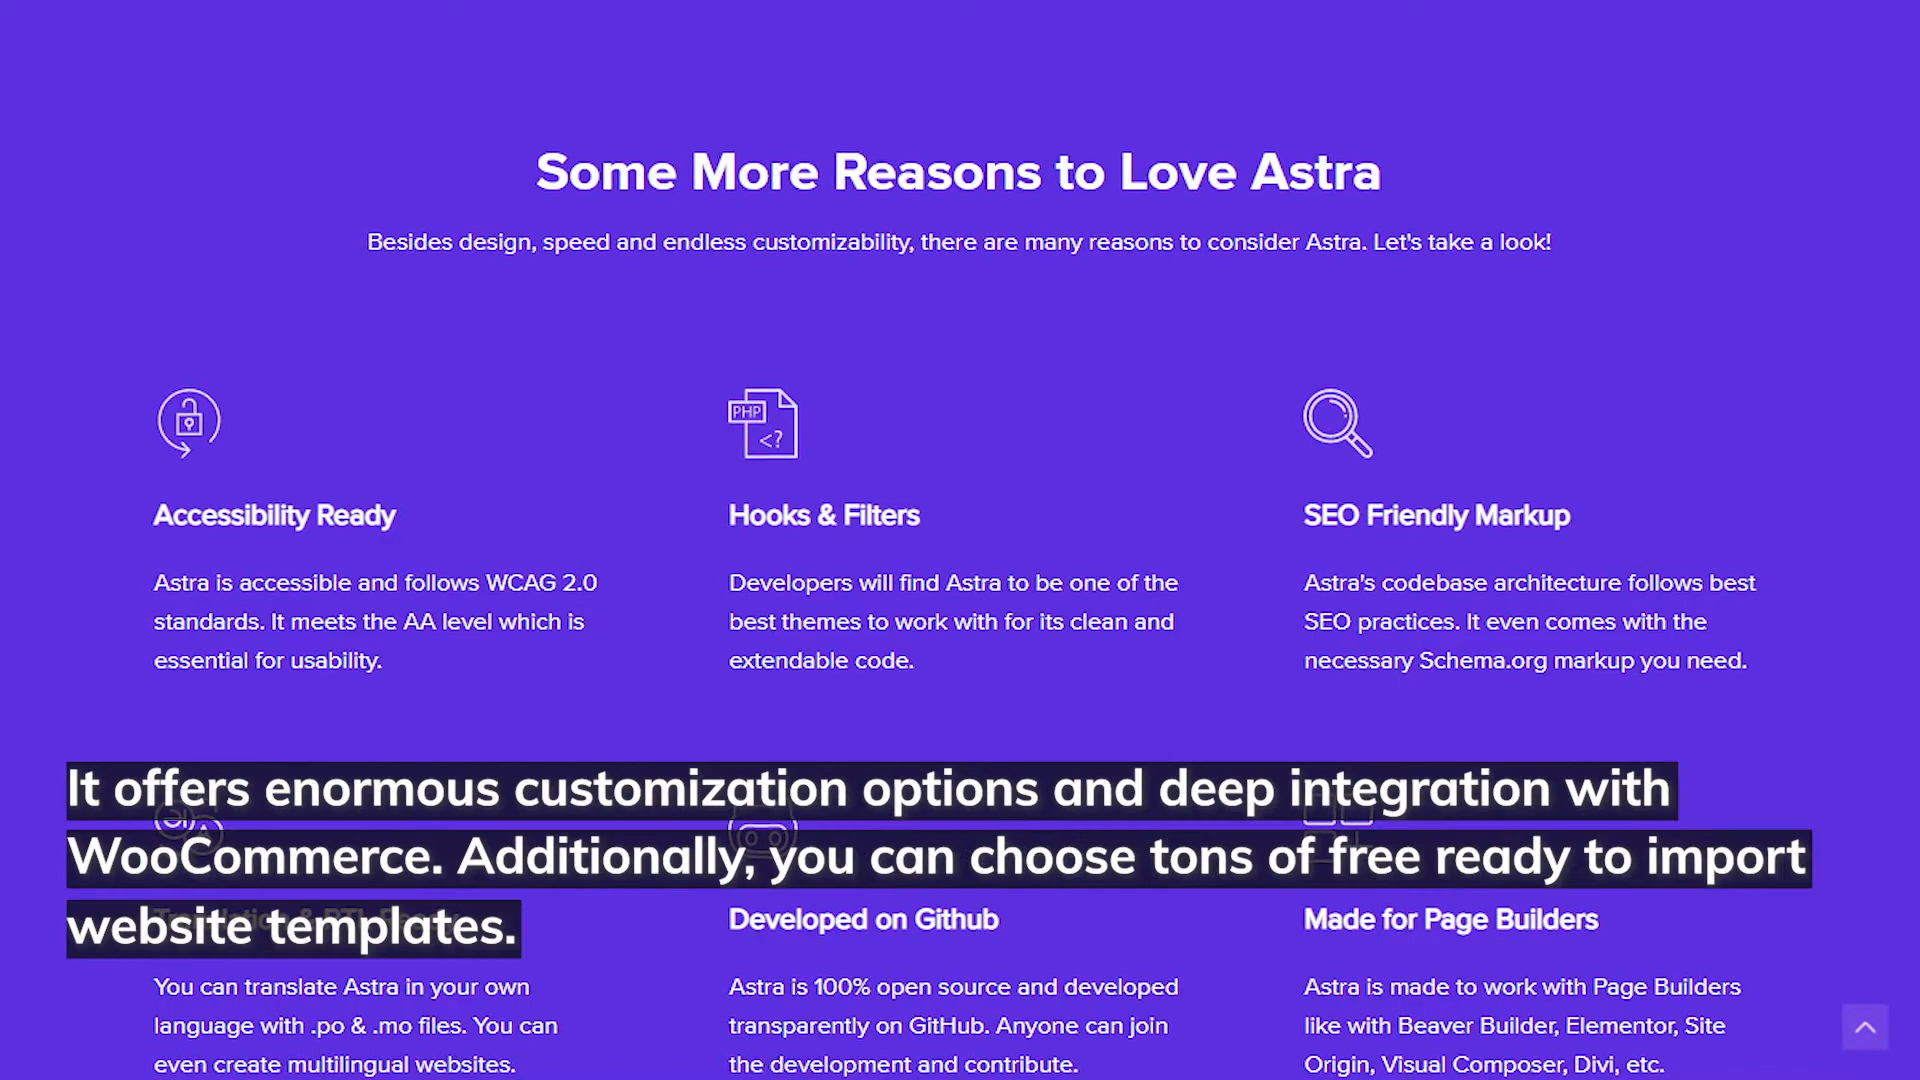 Some More Reasons to Love Astra
Besides design, speed and endless customizability, there are many reasons to consider Astra. Let's take a look!
PHP
<?
Accessibility Ready
Astra is accessible and follows WCAG 2.0
standards. It meets the AA level which is
essential for usability.
Hooks & Filters
Developers will find Astra to be one of the
best themes to work with for its clean and
extendable code.
SEO Friendly Markup
Astra's codebase architecture follows best
SEO practices. It even comes with the
necessary Schema.org markup you need.
It offers enormous customization options and deep integration with
WooCommerce. Additionally, you can choose tons of free ready to import
website templates.
You can translate Astra in your own
language with .po & .mo files. You can
even create multilingual websites.
Developed on Github
Astra is 100% open source and developed
transparently on GitHub. Anyone can join
the development and contribute.
Made for Page Builders
Astra is made to work with Page Builders
like with Beaver Builder, Elementor, Site
Origin, Visual Composer, Divi, etc.